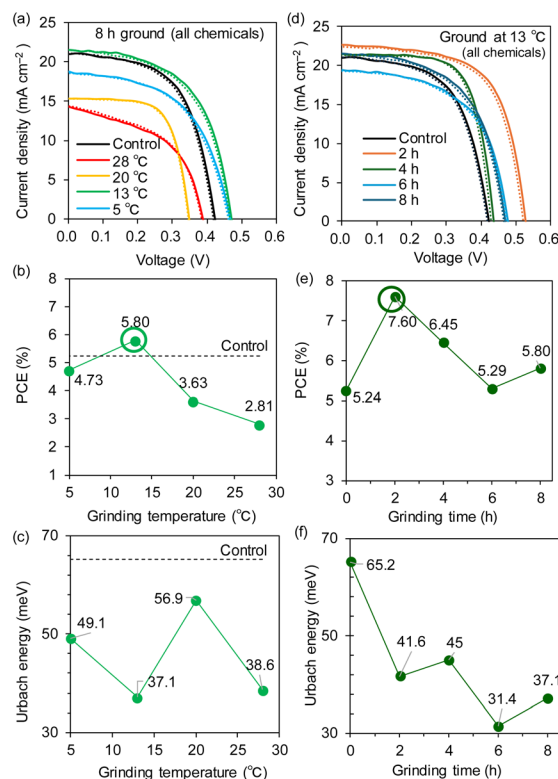 (a)
8 h ground (all chemicals)
Current density (mA cm⁻²)
25
20
15
10
5
0
Control
28 °C
20 °C
13 °C
5 °C
0.0 0.1 0.2 0.3 0.4 0.5 0.6
Voltage (V)
(d)
Ground at 13 °C
(all chemicals)
Current density (mA cm⁻²)
25
20
15
10
5
0
Control
2 h
4 h
6 h
8 h
0.0 0.1 0.2 0.3 0.4 0.5 0.6
Voltage (V)
(b)
PCE (%)
8
7
6
5
4
3
2
1
5.80
Control
4.73
3.63
2.81
5 10 15 20 25 30
Grinding temperature (°C)
(e)
PCE (%)
8
7
6
5
4
3
7.60
6.45
5.80
5.24
5.29
0 2 4 6 8
Grinding time (h)
(c)
Urbach energy (meV)
70
50
30
Control
49.1
56.9
37.1
38.6
5 10 15 20 25 30
Grinding temperature (°C)
(f)
Urbach energy (meV)
70
50
30
65.2
41.6
45
31.4
37.1
0 2 4 6 8
Grinding time (h)